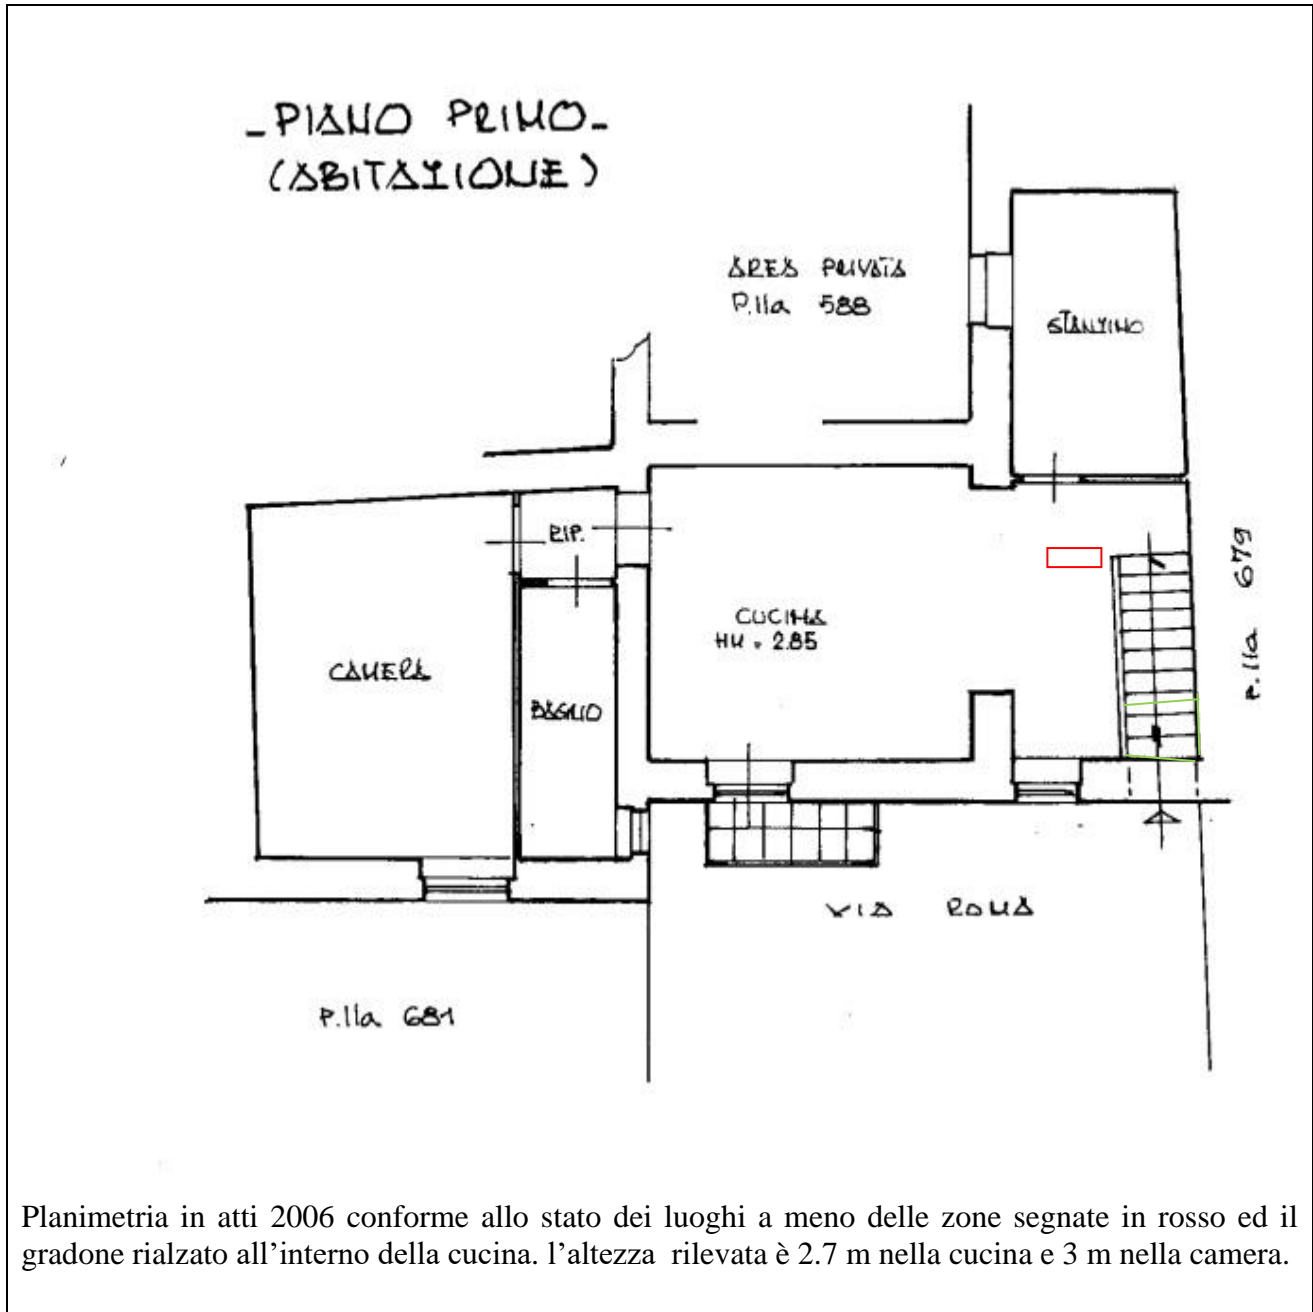 - PIANO PRIMO -
(ABITAZIONE)
AREA PRIVATA
P.lla 588
STANZINO
RIP.
P.lla 679
CUCINA
HM = 2.85
CAMERA
BAGNO
VIA ROMA
P.lla 681
Planimetria in atti 2006 conforme allo stato dei luoghi a meno delle zone segnate in rosso ed il
gradone rialzato all’interno della cucina. l’altezza rilevata è 2.7 m nella cucina e 3 m nella camera.